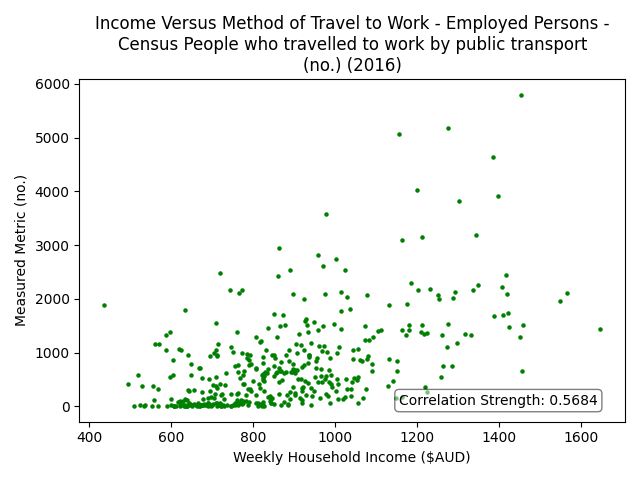 Income Versus Method of Travel to Work - Employed Persons -
Census People who travelled to work by public transport
(no.) (2016)
6000
5000
4000
3000
2000
1000
0
Measured Metric (no.)
Correlation Strength: 0.5684
400 600 800 1000 1200 1400 1600
Weekly Household Income ($AUD)